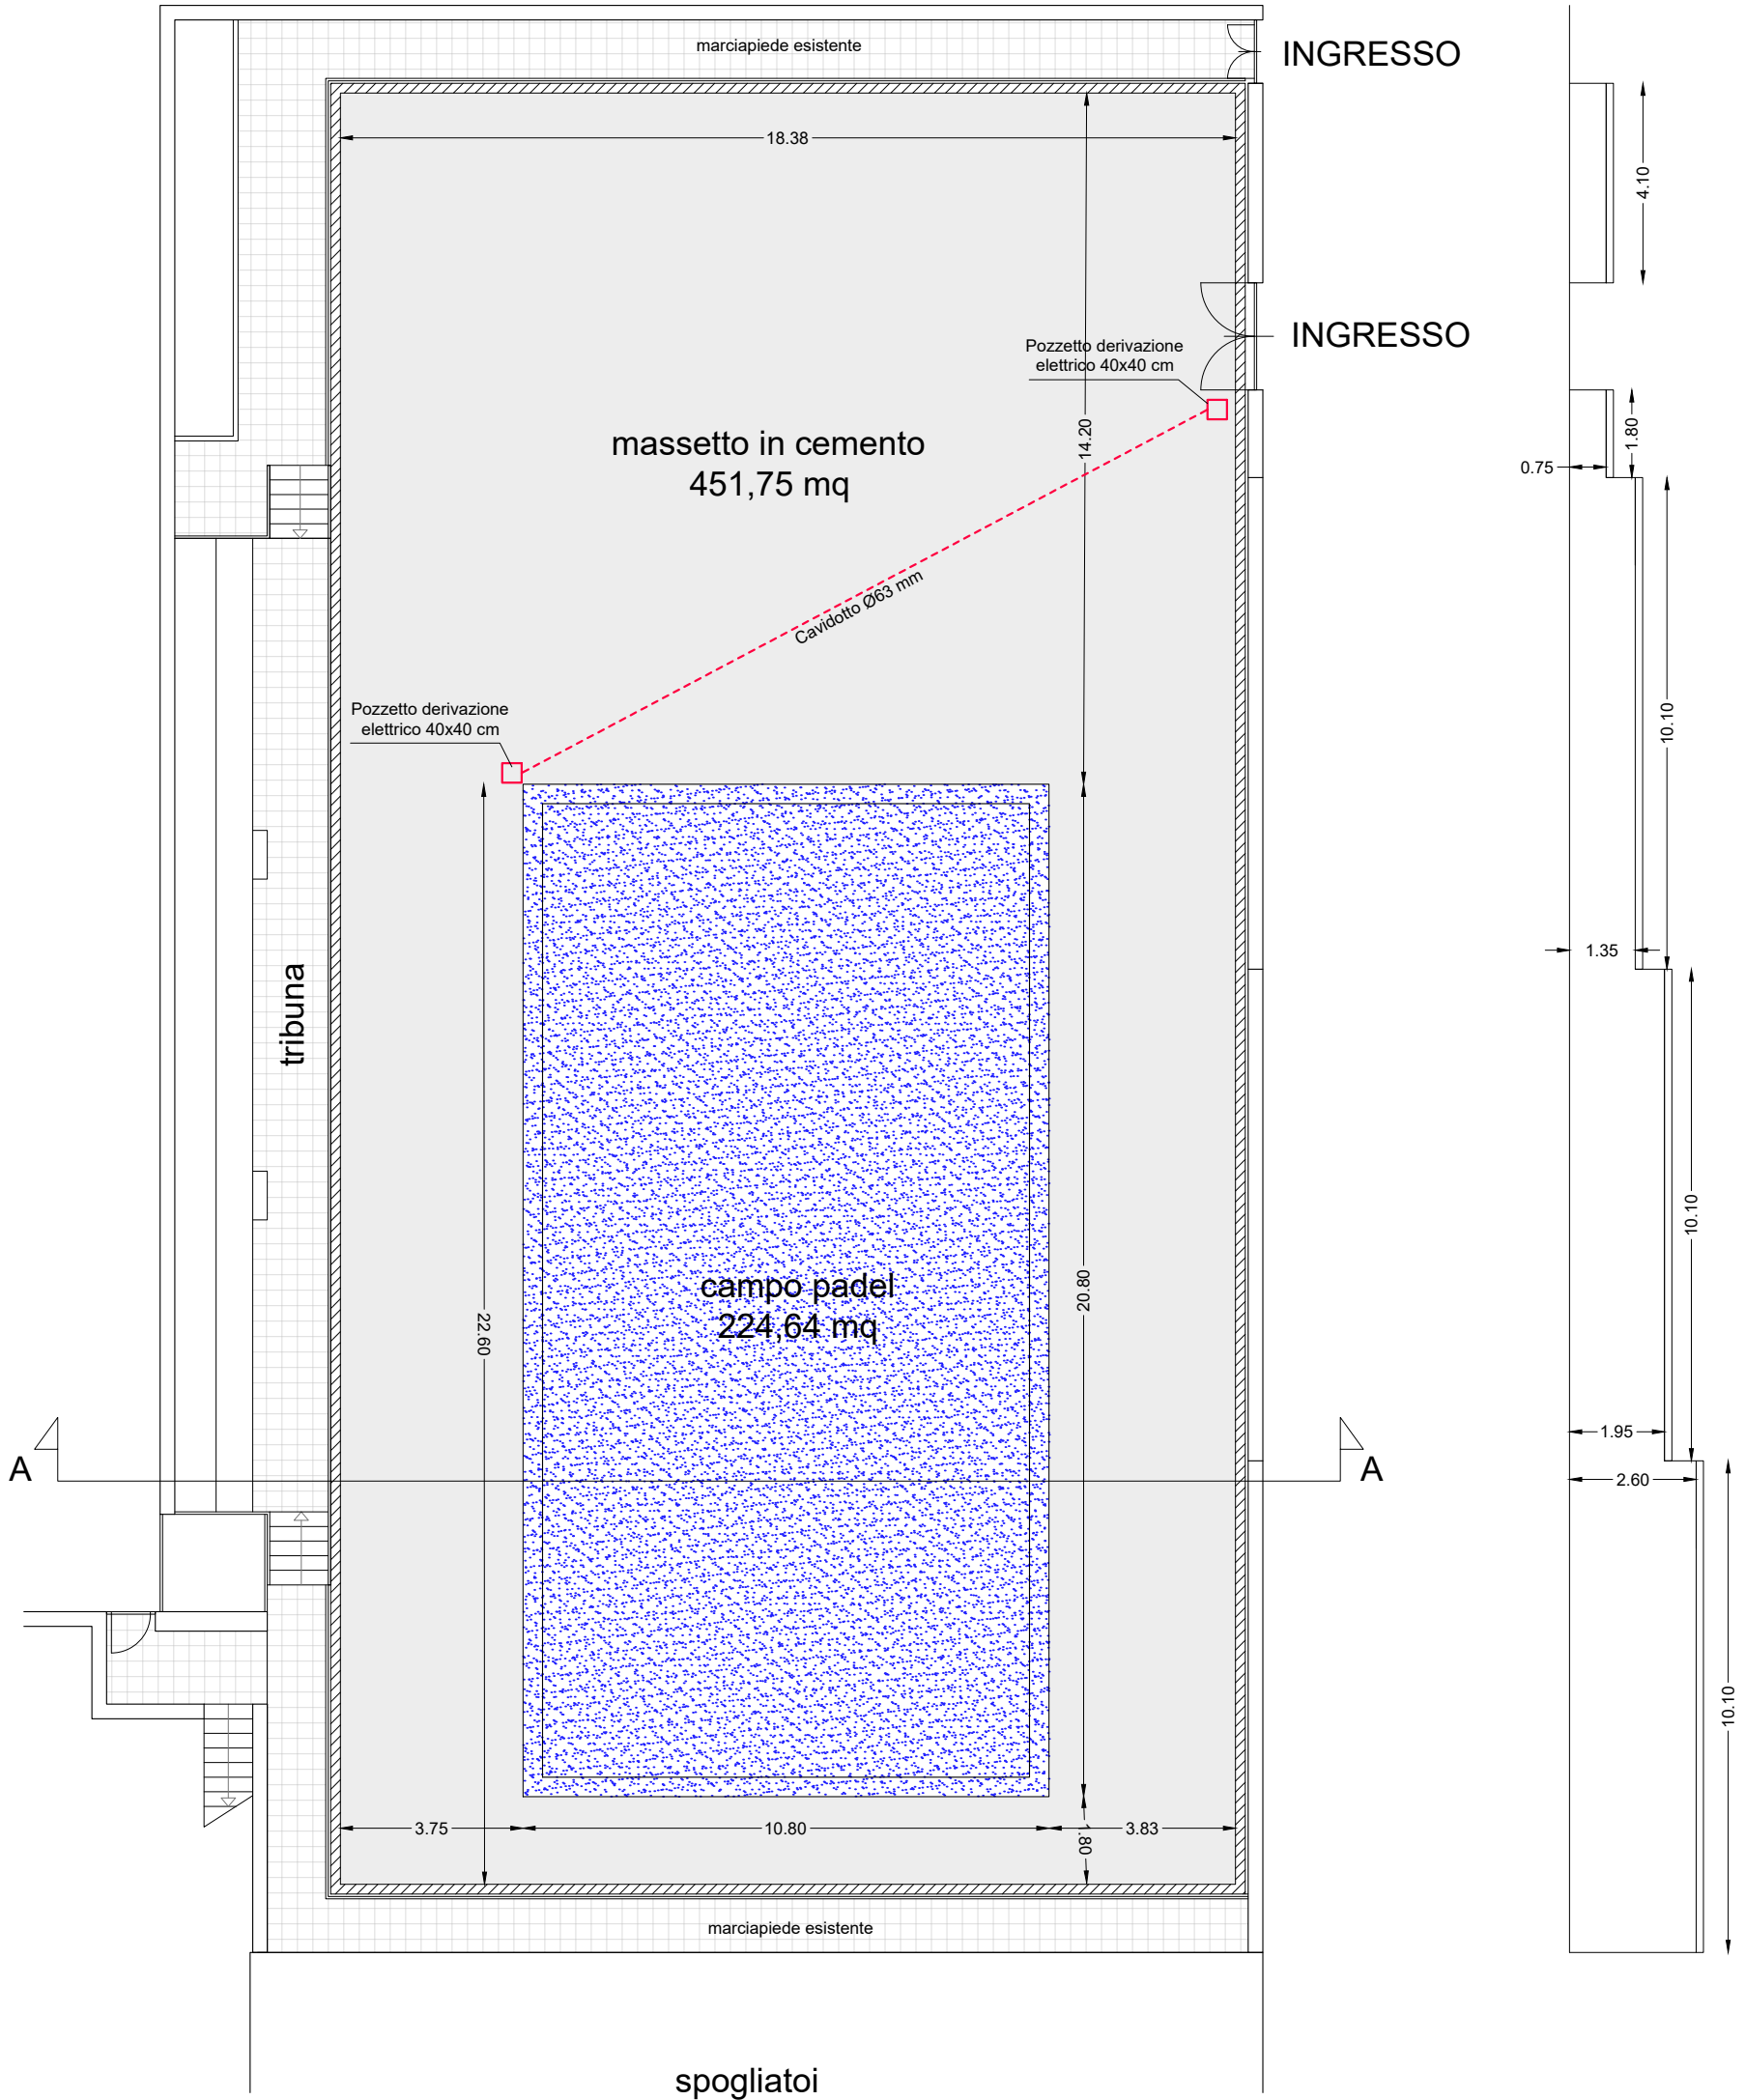 marciapiede esistente
INGRESSO
18.38
4.10
INGRESSO
Pozzetto derivazione
elettrico 40x40 cm
14.20
1.80
massetto in cemento
451,75 mq
0.75
Cavidotto Ø63 mm
Pozzetto derivazione
elettrico 40x40 cm
10.10
1.35
tribuna
10.10
campo padel
224,64 mq
20.80
22.60
1.95
A
A
2.60
10.10
3.75
10.80
3.83
1.80
marciapiede esistente
spogliatoi